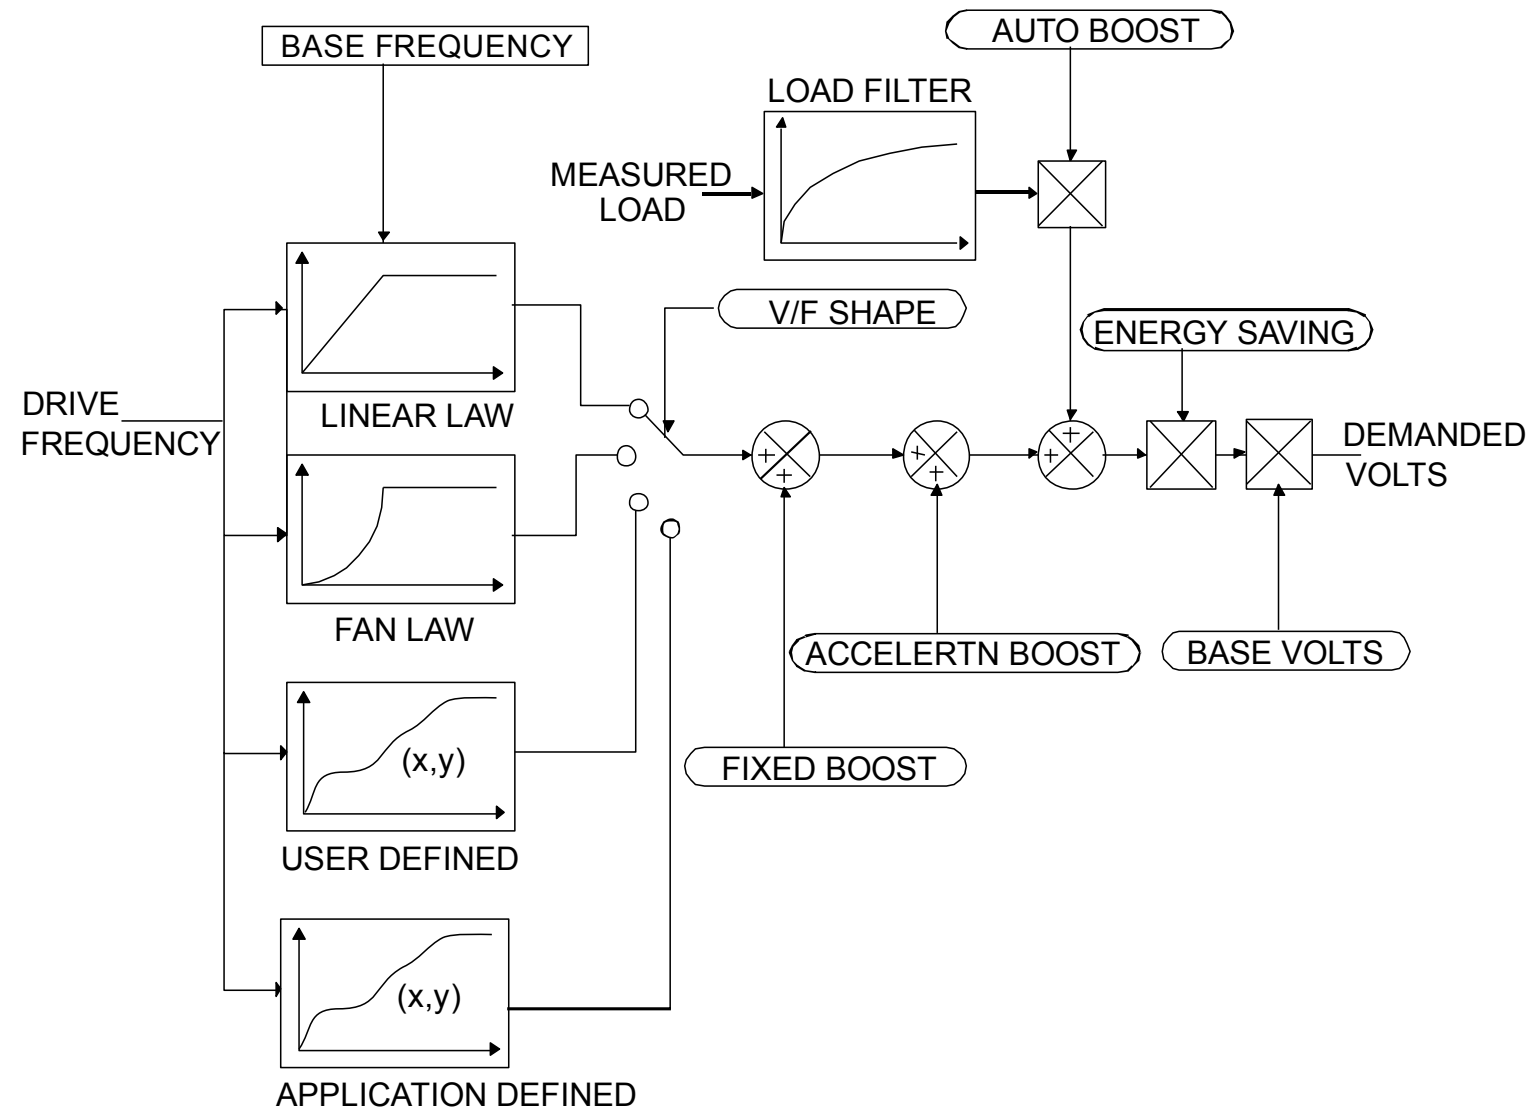 BASE FREQUENCY
AUTO BOOST
LOAD FILTER
MEASURED
LOAD
V/F SHAPE
ENERGY SAVING
DRIVE
FREQUENCY
LINEAR LAW
+
+
+
+
+
+
DEMANDED
VOLTS
FAN LAW
ACCELERTN BOOST
BASE VOLTS
(x,y)
FIXED BOOST
USER DEFINED
(x,y)
APPLICATION DEFINED